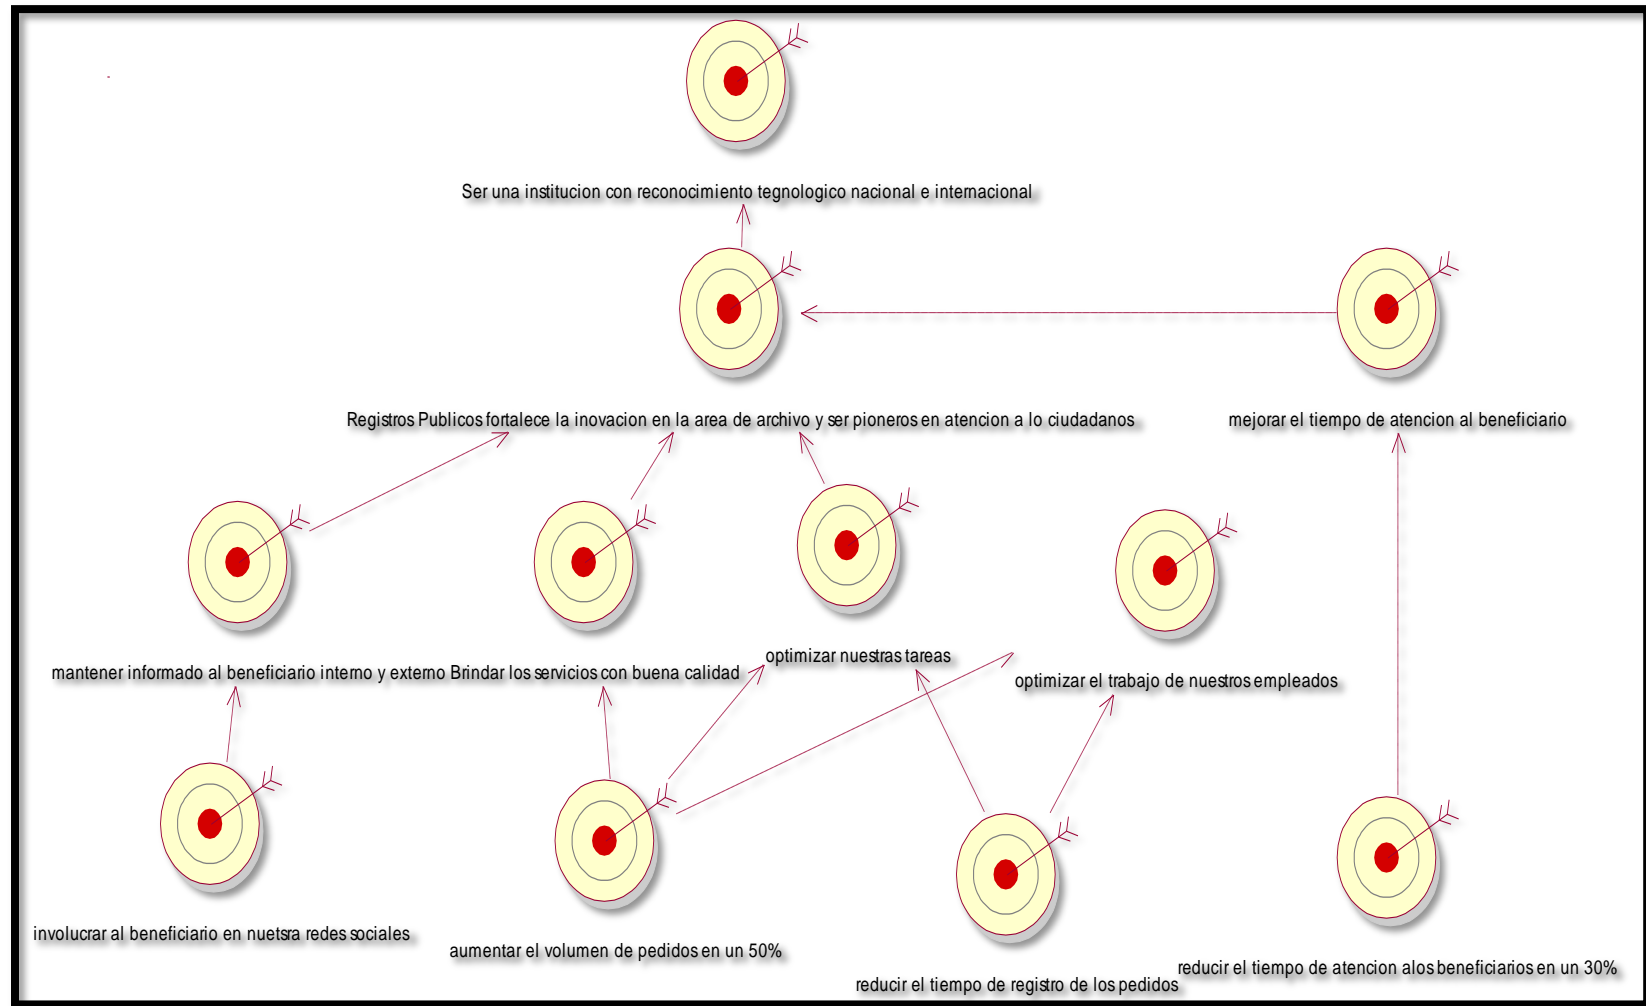 Ser una institucion con reconocimiento tegnologico nacional e internacional
Registros Publicos fortalece la inovacion en la area de archivo y ser pioneros en atencion a lo ciudadanos
mejorar el tiempo de atencion al beneficiario
mantener informado al beneficiario interno y externo
Brindar los servicios con buena calidad
optimizar nuestras tareas
optimizar el trabajo de nuestros empleados
involucrar al beneficiario en nuetsra redes sociales
aumentar el volumen de pedidos en un 50%
reducir el tiempo de registro de los pedidos
reducir el tiempo de atencion alos beneficiarios en un 30%